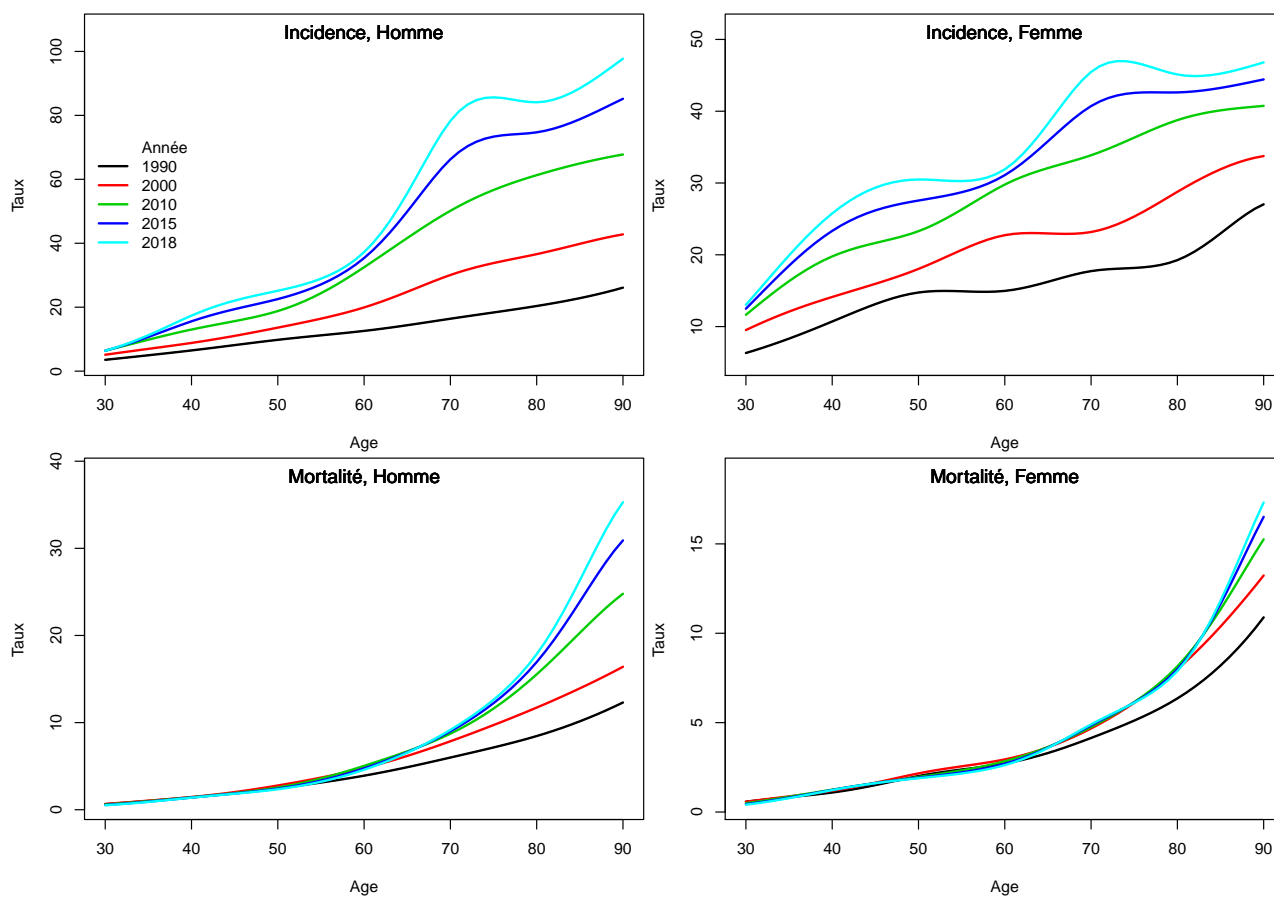 Incidence, Homme
Taux
0 20 40 60 80 100
Année
1990
2000
2010
2015
2018
30 40 50 60 70 80 90
Age
Incidence, Femme
Taux
10 20 30 40 50
30 40 50 60 70 80 90
Age
Mortalité, Homme
Taux
0 10 20 30 40
30 40 50 60 70 80 90
Age
Mortalité, Femme
Taux
0 5 10 15
30 40 50 60 70 80 90
Age